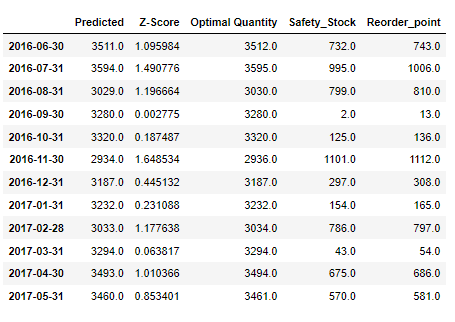 Predicted Z-Score Optimal Quantity Safety_Stock Reorder_point
2016-06-30 3511.0 1.095984 3512.0 732.0 743.0
2016-07-31 3594.0 1.490776 3595.0 995.0 1006.0
2016-08-31 3029.0 1.196664 3030.0 799.0 810.0
2016-09-30 3280.0 0.002775 3280.0 2.0 13.0
2016-10-31 3320.0 0.187487 3320.0 125.0 136.0
2016-11-30 2934.0 1.648534 2936.0 1101.0 1112.0
2016-12-31 3187.0 0.445132 3187.0 297.0 308.0
2017-01-31 3232.0 0.231088 3232.0 154.0 165.0
2017-02-28 3033.0 1.177638 3034.0 786.0 797.0
2017-03-31 3294.0 0.063817 3294.0 43.0 54.0
2017-04-30 3493.0 1.010366 3494.0 675.0 686.0
2017-05-31 3460.0 0.853401 3461.0 570.0 581.0